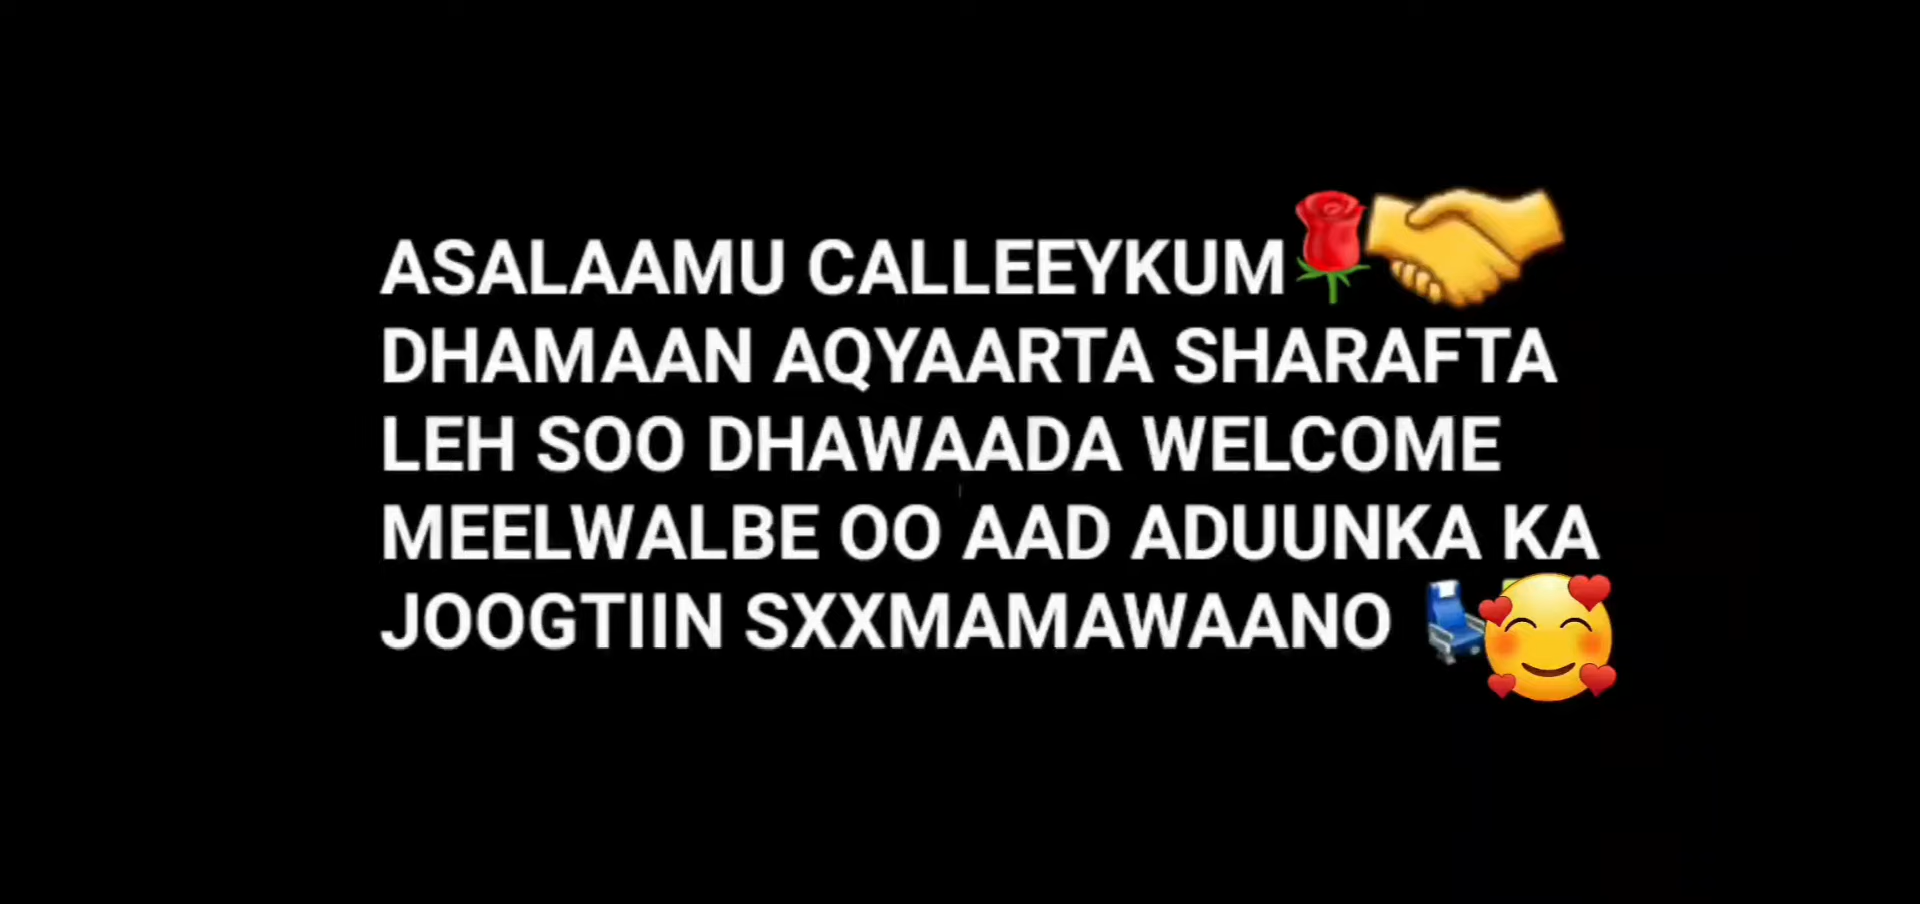 ASALAAMU CALLEEYKUM🌹🤝
DHAMAAN AQYAARTA SHARAFTA
LEH SOO DHAWAADA WELCOME
MEELWALBE OO AAD ADUUNKA KA
JOOGTIIN SXXMAMAWAANO 💺🥰